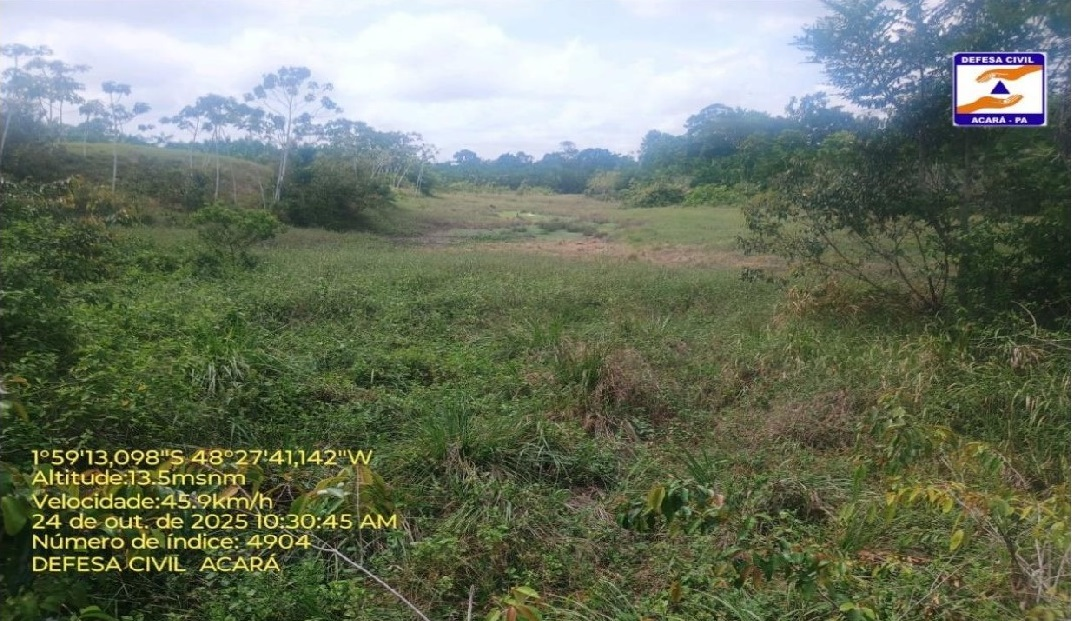 DEFESA CIVIL
ACARÁ - PA
1°59'13,098"S 48°27'41,142"W
Altitude:13.5msnm
Velocidade:45.9km/h
24 de out. de 2025 10:30:45 AM
Número de índice: 4904
DEFESA CIVIL ACARÁ